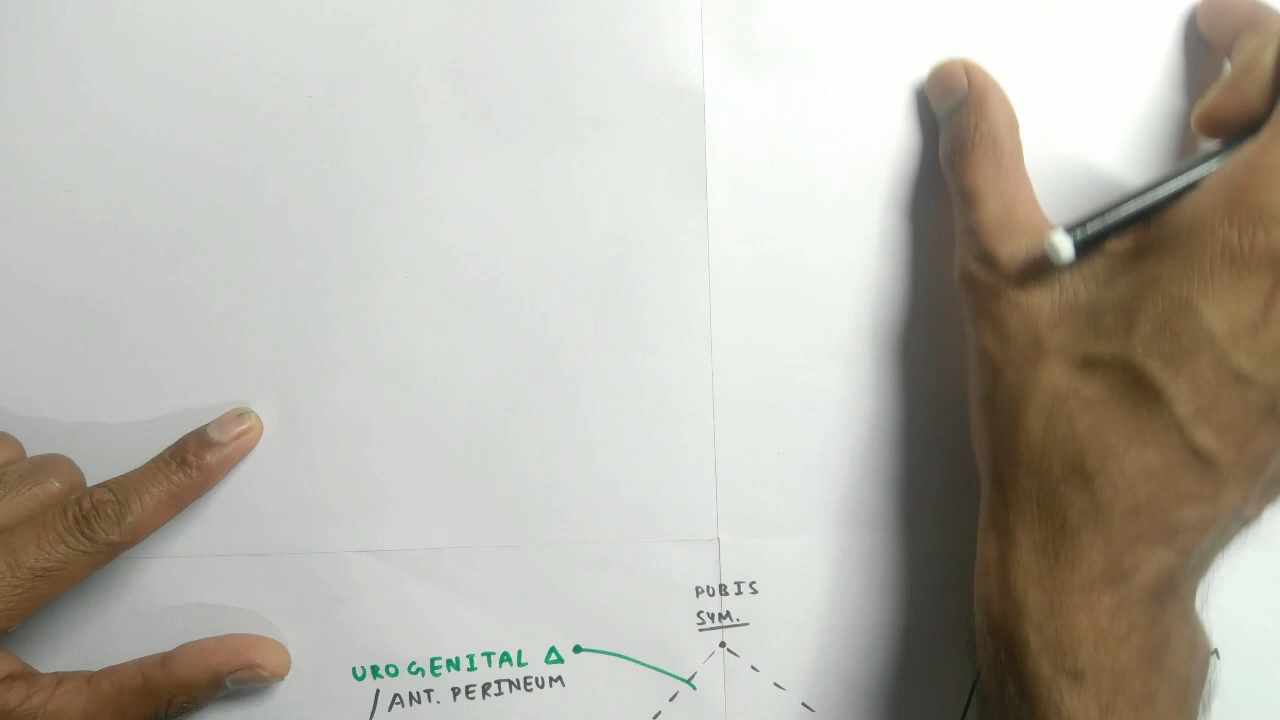 PUBIS
SYM.
UROGENITAL Δ
/ANT. PERINEUM